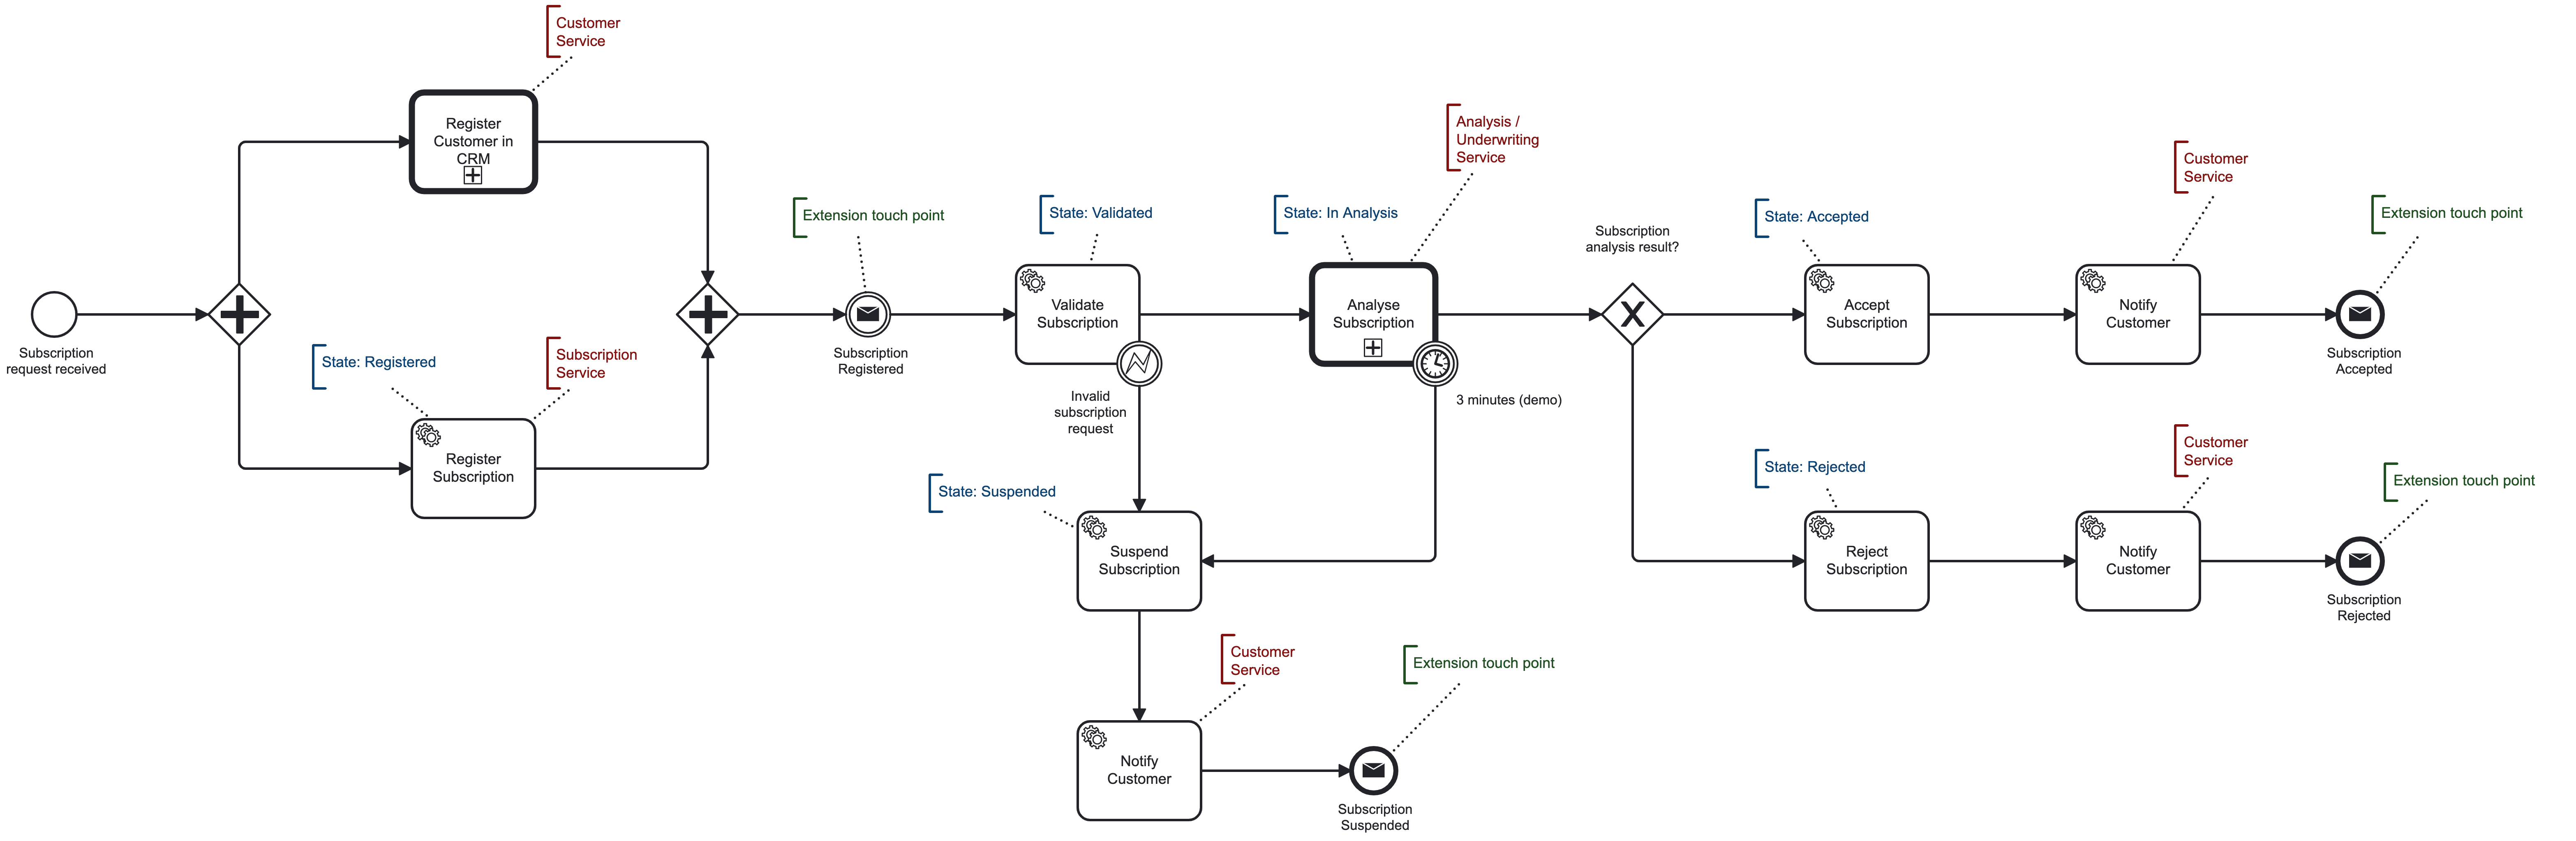 Customer
Service
Register
Customer in
CRM
Subscription
request received
State: Registered
Subscription
Service
Register
Subscription
Extension touch point
Subscription
Registered
State: Validated
Validate
Subscription
Invalid
subscription
request
State: In Analysis
Analysis /
Underwriting
Service
Analyse
Subscription
3 minutes (demo)
State: Suspended
Suspend
Subscription
Customer
Service
Notify
Customer
Extension touch point
Subscription
Suspended
Subscription
analysis result?
State: Accepted
Accept
Subscription
Customer
Service
Notify
Customer
Extension touch point
Subscription
Accepted
State: Rejected
Reject
Subscription
Customer
Service
Notify
Customer
Extension touch point
Subscription
Rejected